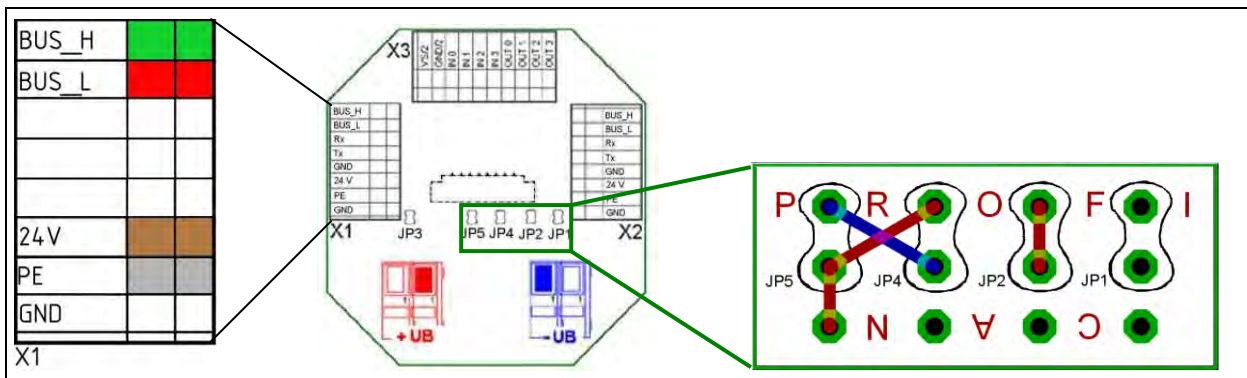 BUS_H
BUS_L
24V
PE
GND
X1
X3
VS/2
GND/2
IN 0
IN 1
IN 2
IN 3
OUT 0
OUT 1
OUT 2
OUT 3
BUS_H
BUS_L
Rx
Tx
GND
24 V
PE
GND
X1
BUS_H
BUS_L
Rx
Tx
GND
24 V
PE
GND
X2
JP3
JP5 JP4 JP2 JP1
+UB
-UB
P R O F I
JP5 JP4 JP2 JP1
C A N